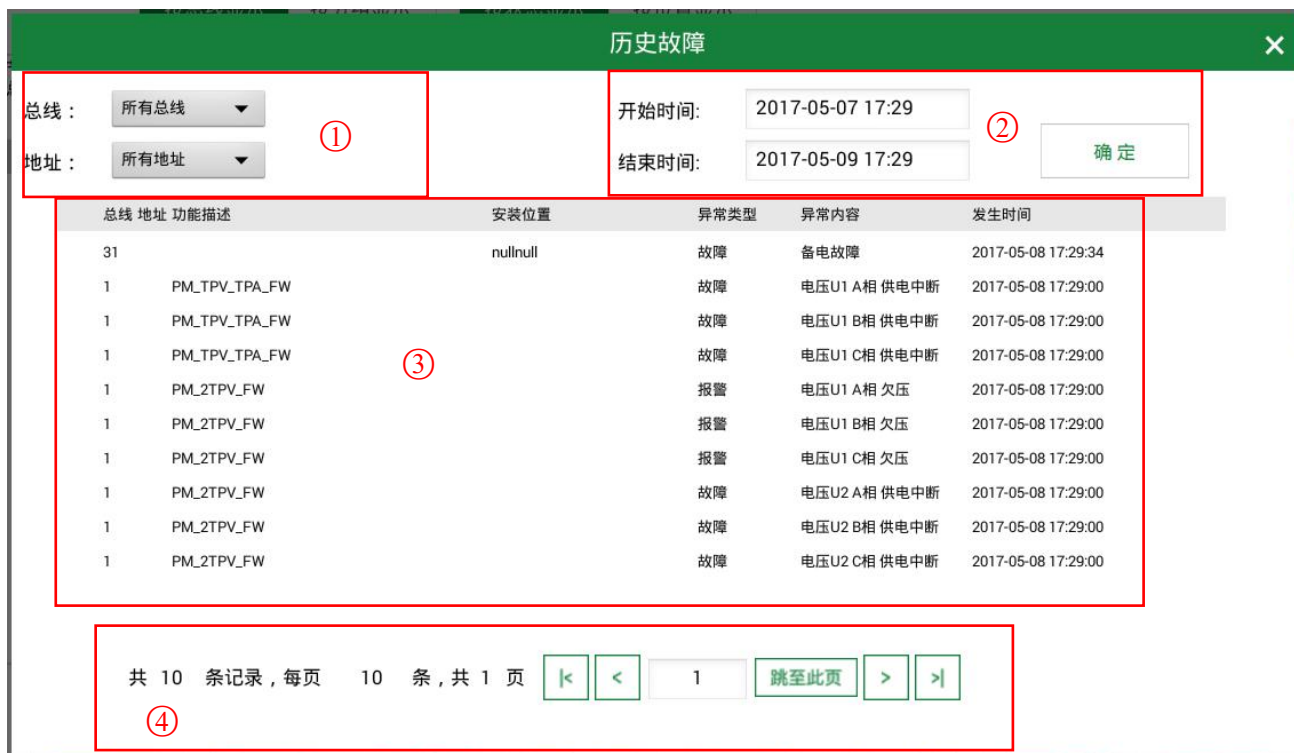 历史故障 ×
总线： 所有总线 ① 开始时间: 2017-05-07 17:29 ② 确定
地址： 所有地址 结束时间: 2017-05-09 17:29
总线 地址 功能描述 安装位置 异常类型 异常内容 发生时间
31 nullnull 故障 备电故障 2017-05-08 17:29:34
1 PM_TPV_TPA_FW 故障 电压U1 A相 供电中断 2017-05-08 17:29:00
1 PM_TPV_TPA_FW 故障 电压U1 B相 供电中断 2017-05-08 17:29:00
1 PM_TPV_TPA_FW ③ 故障 电压U1 C相 供电中断 2017-05-08 17:29:00
1 PM_2TPV_FW 报警 电压U1 A相 欠压 2017-05-08 17:29:00
1 PM_2TPV_FW 报警 电压U1 B相 欠压 2017-05-08 17:29:00
1 PM_2TPV_FW 报警 电压U1 C相 欠压 2017-05-08 17:29:00
1 PM_2TPV_FW 故障 电压U2 A相 供电中断 2017-05-08 17:29:00
1 PM_2TPV_FW 故障 电压U2 B相 供电中断 2017-05-08 17:29:00
1 PM_2TPV_FW 故障 电压U2 C相 供电中断 2017-05-08 17:29:00
共 10 条记录，每页 10 条，共 1 页 |< < 1 跳至此页 > >|
④